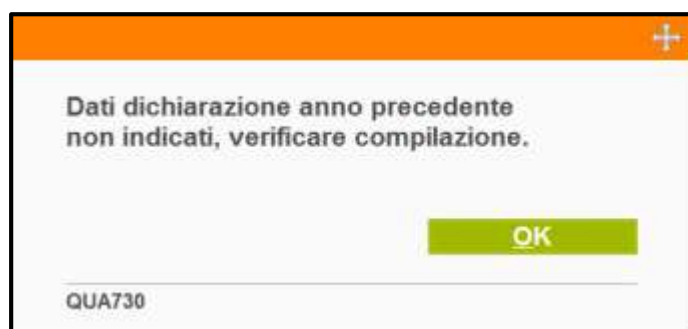 Dati dichiarazione anno precedente
non indicati, verificare compilazione.
OK
QUA730